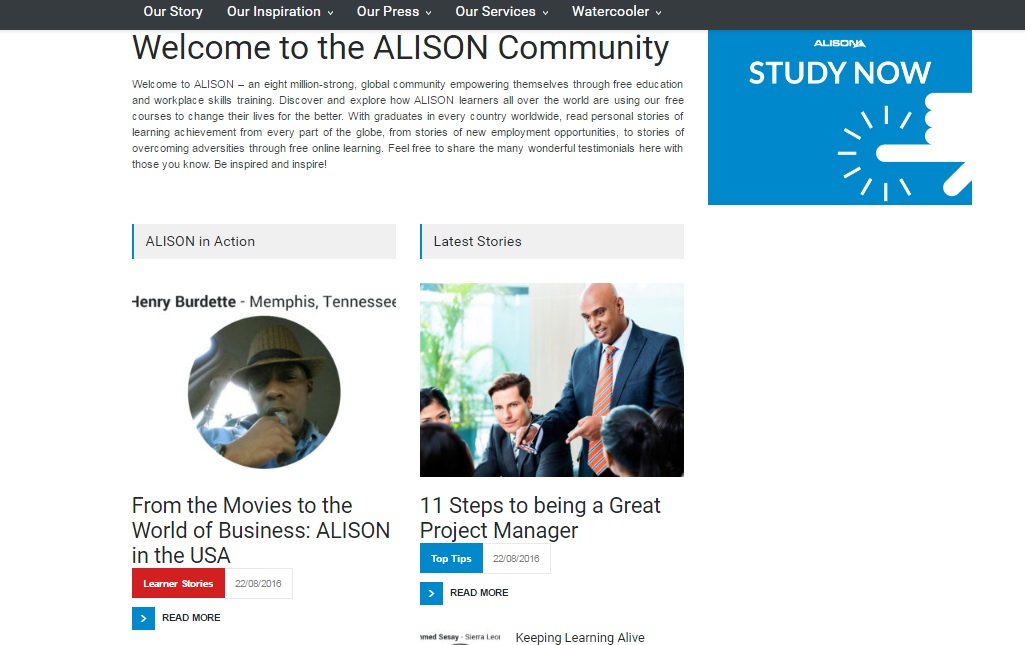 Our Story Our Inspiration Our Press Our Services Watercooler
Welcome to the ALISON Community
Welcome to ALISON – an eight million-strong, global community empowering themselves through free education
and workplace skills training. Discover and explore how ALISON learners all over the world are using our free
courses to change their lives for the better. With graduates in every country worldwide, read personal stories of
learning achievement from every part of the globe, from stories of new employment opportunities, to stories of
overcoming adversities through free online learning. Feel free to share the many wonderful testimonials here with
those you know. Be inspired and inspire!
ALISON
STUDY NOW
ALISON in Action
Henry Burdette - Memphis, Tennessee
From the Movies to the
World of Business: ALISON
in the USA
Learner Stories 22/08/2016
READ MORE
Latest Stories
11 Steps to being a Great
Project Manager
Top Tips 22/08/2016
READ MORE
Sesay - Sierra
Keeping Learning Alive